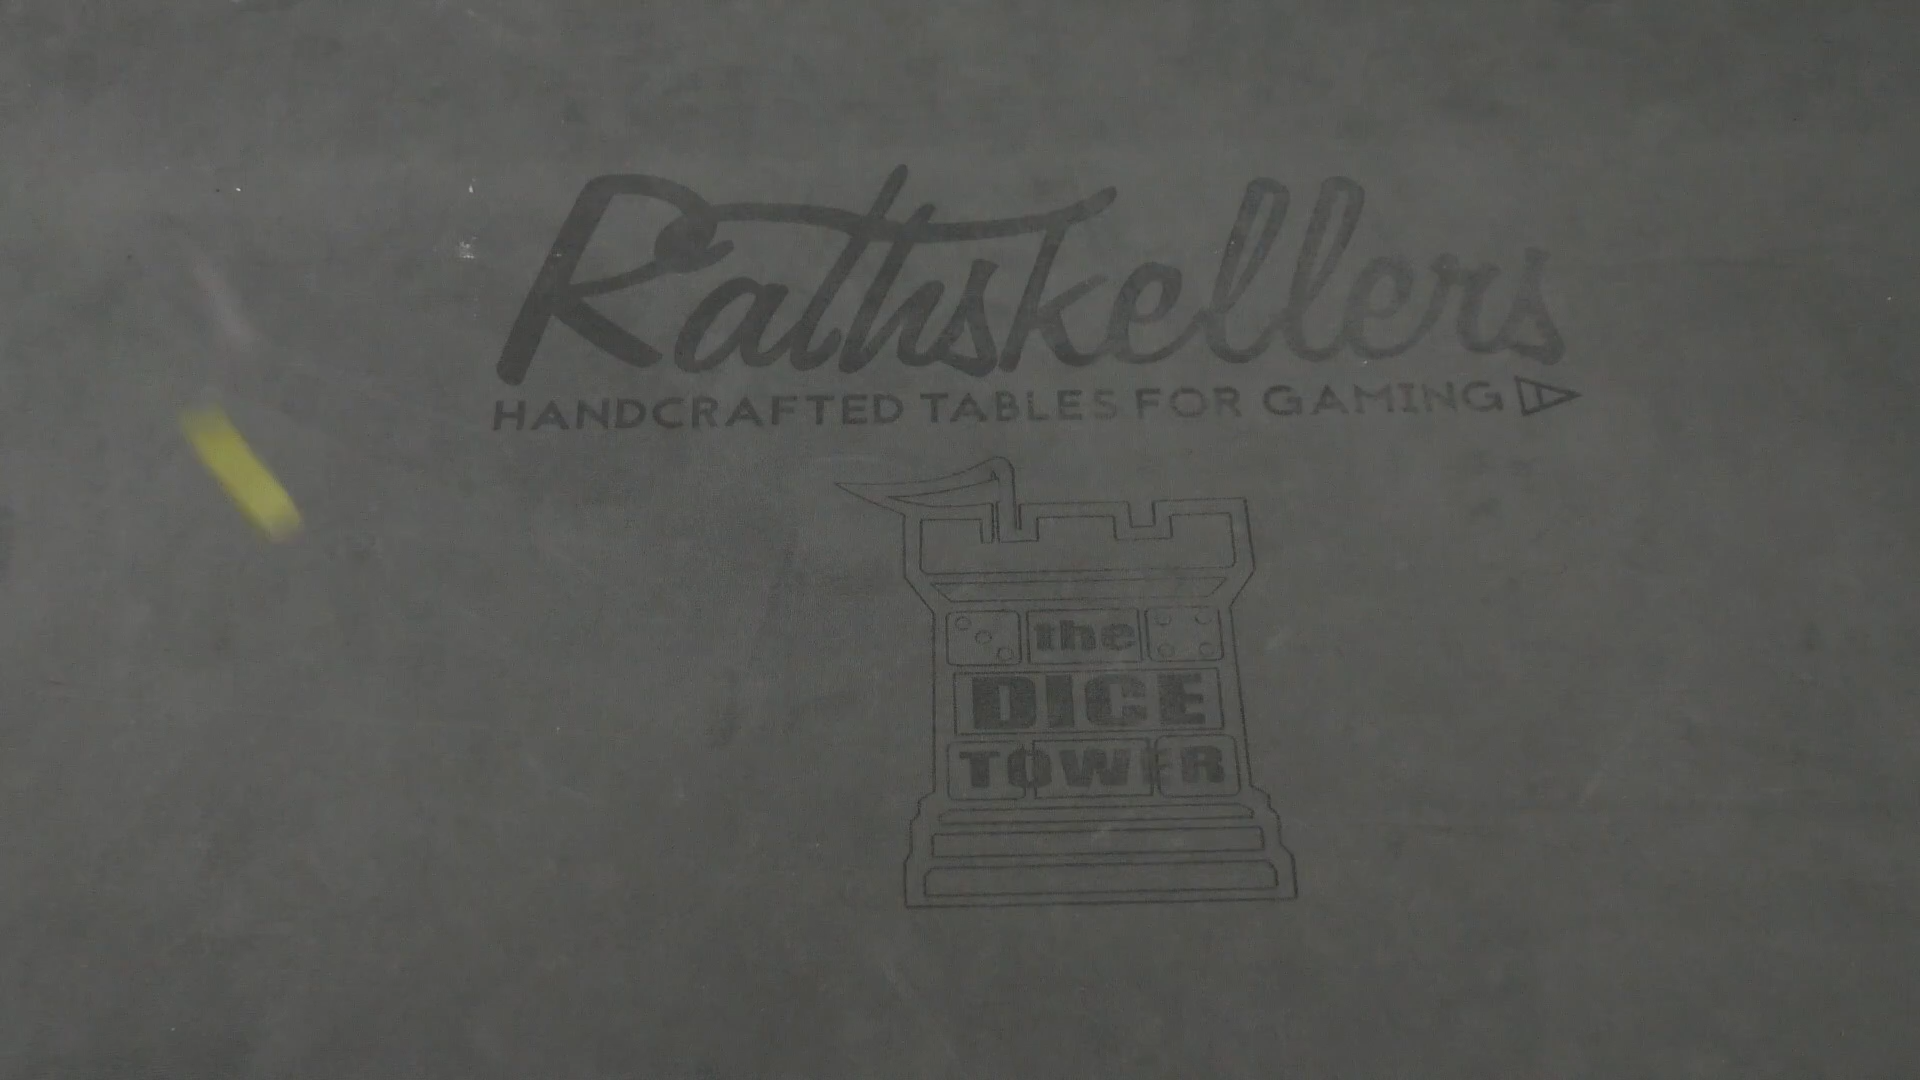 Rathskellers
HANDCRAFTED TABLES FOR GAMING
the
DICE
TOWER